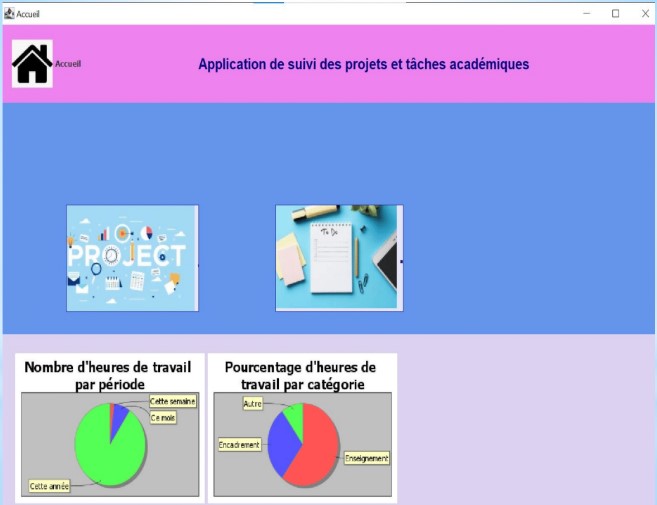 Accueil
Accueil
Application de suivi des projets et tâches académiques
PROJECT
To Do
Nombre d'heures de travail
par période
Cette semaine
Ce mois
Cette année
Pourcentage d'heures de
travail par catégorie
Autre
Encadrement
Enseignement